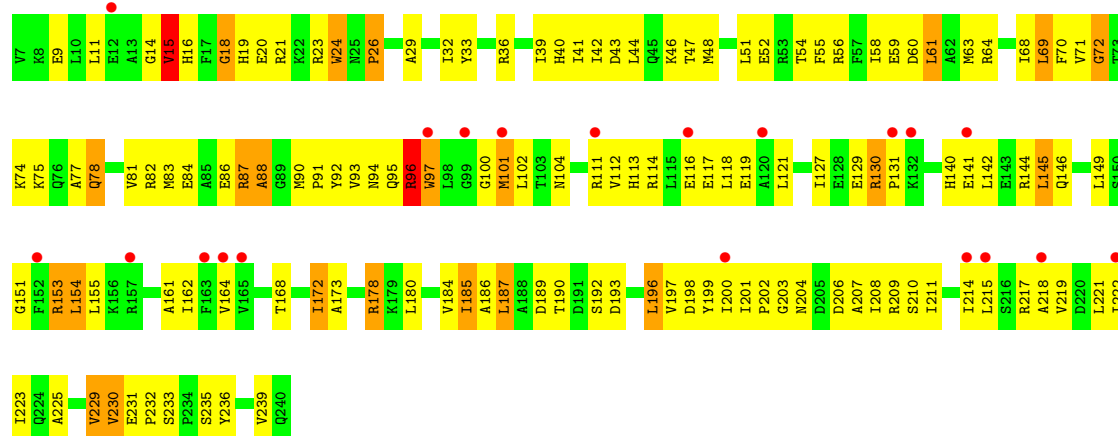 V7 K8 E9 L10 L11 E12 A13 G14 V15 H16 F17 G18 H19 E20 R21 K22 R23 W24 N25 P26 A29 I32 Y33 R36 I39 H40 I41 I42 D43 L44 Q45 K46 T47 M48 L51 E52 R53 T54 F55 R56 F57 I58 E59 D60 L61 A62 M63 R64 I68 L69 F70 V71 G72 T73
K74 K75 Q76 A77 Q78 V81 R82 M83 E84 A85 E86 R87 A88 G89 M90 P91 Y92 V93 N94 Q95 R96 W97 L98 G99 G100 M101 L102 T103 N104 R111 V112 H113 R114 L115 E116 E117 L118 E119 A120 L121 I127 E128 E129 R130 P131 K132 H140 E141 L142 E143 R144 L145 Q146 L149 S150
G151 F152 R153 L154 L155 K156 R157 A161 I162 F163 V164 V165 T168 I172 A173 R178 K179 L180 V184 I185 A186 L187 A188 D189 T190 D191 S192 D193 L196 V197 D198 Y199 I200 I201 P202 G203 N204 D205 D206 A207 I208 R209 S210 I211 I214 L215 S216 R217 A218 V219 D220 L221 I222
I223 Q224 A225 V229 V230 E231 P232 S233 P234 S235 Y236 V239 Q240